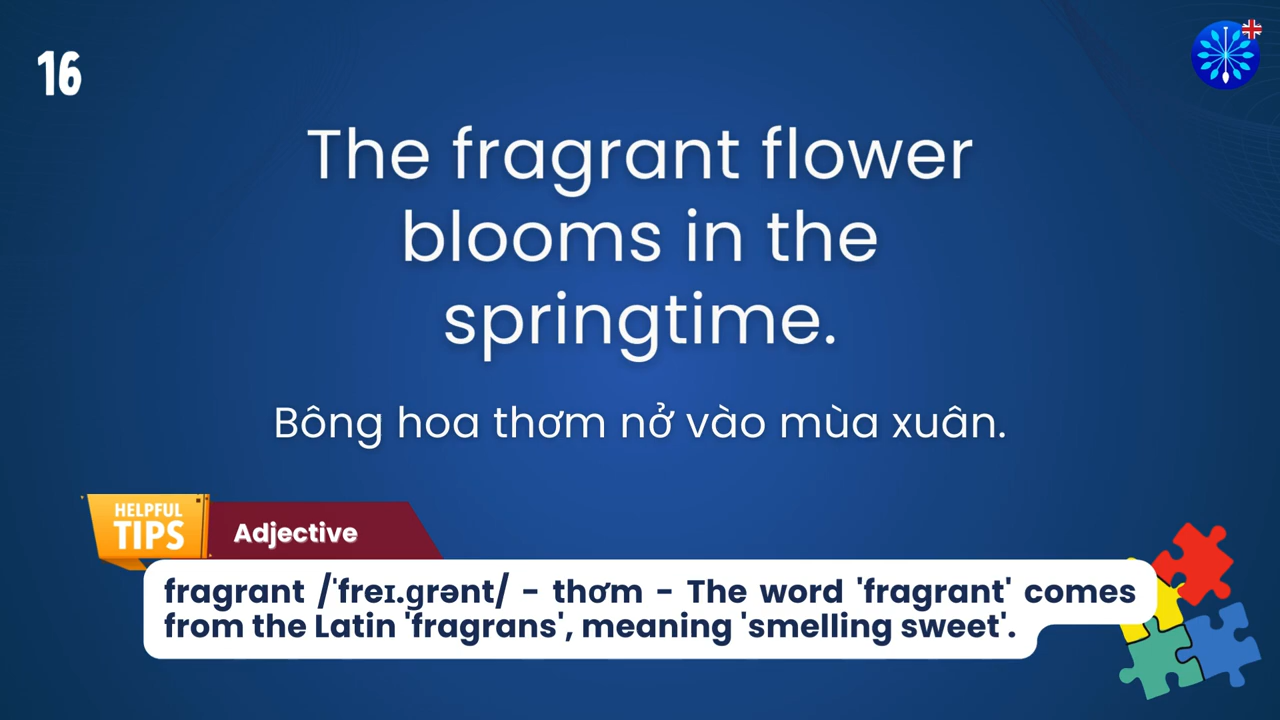 16
The fragrant flower
blooms in the
springtime.
Bông hoa thơm nở vào mùa xuân.
HELPFUL
TIPS
Adjective
fragrant /ˈfreɪ.ɡrənt/ - thơm - The word 'fragrant' comes
from the Latin 'fragrans', meaning 'smelling sweet'.